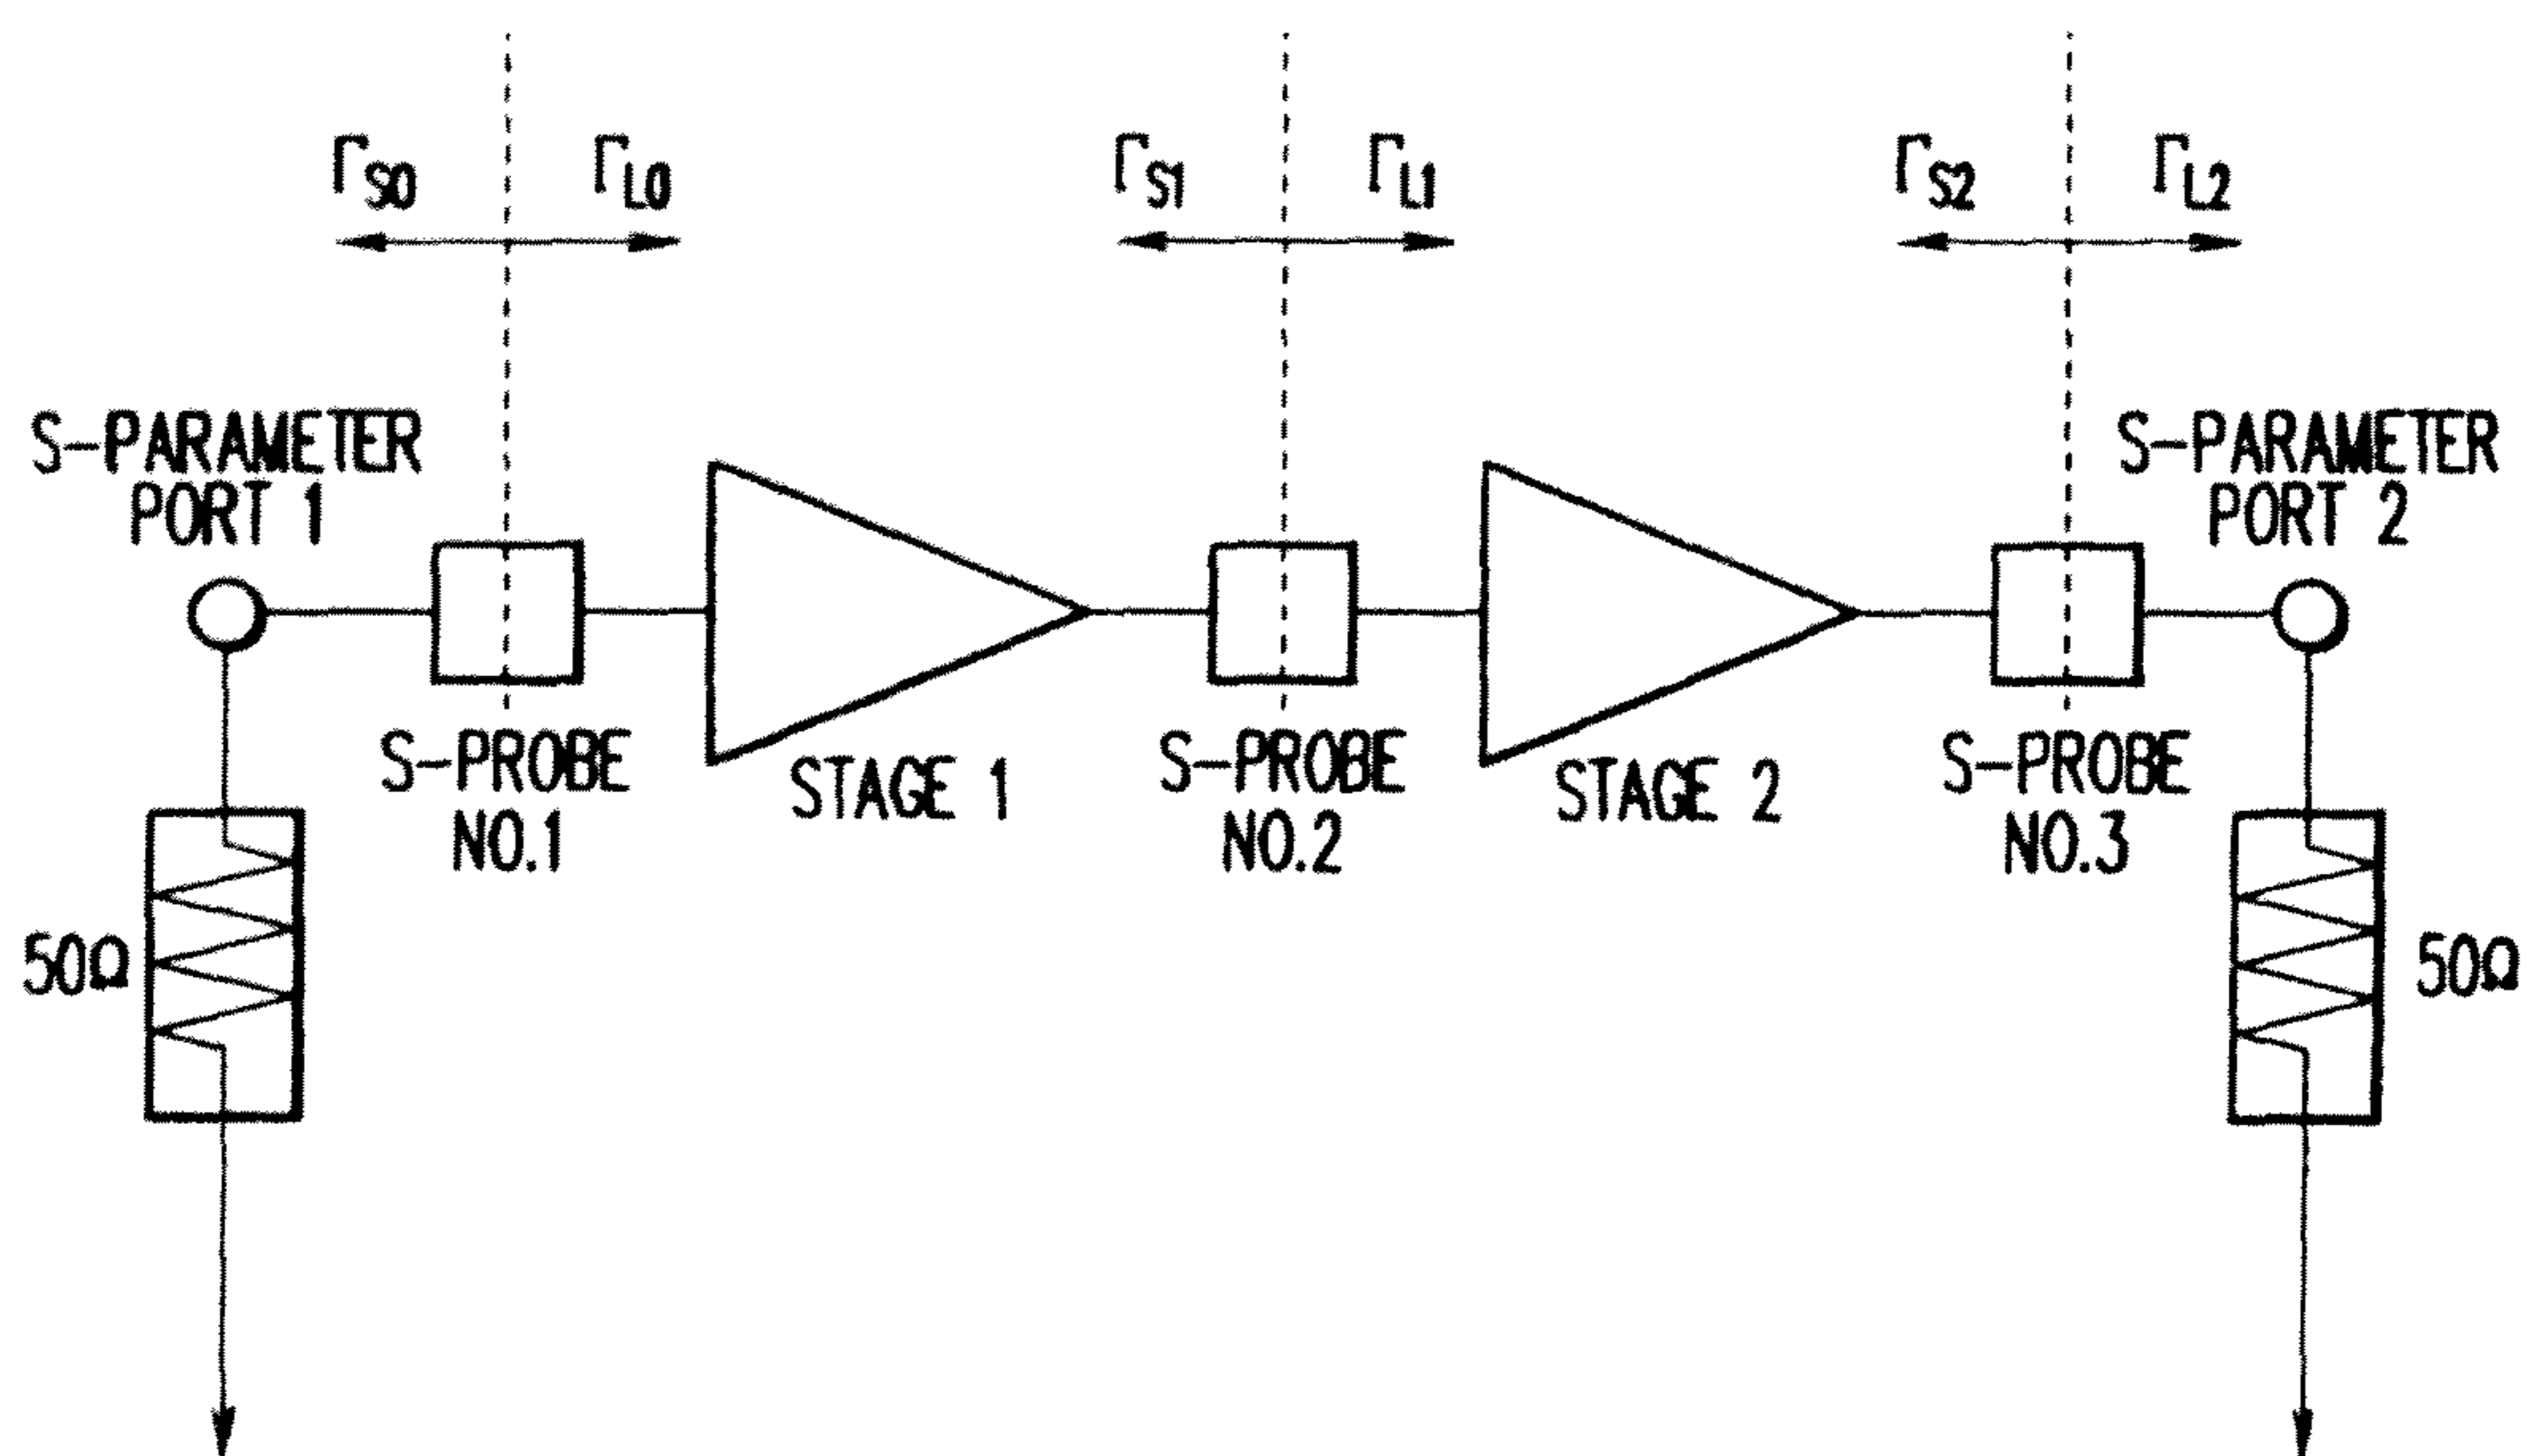 ΓS0 ΓL0 ΓS1 ΓL1 ΓS2 ΓL2
S-PARAMETER
PORT 1
S-PARAMETER
PORT 2
S-PROBE
NO.1
STAGE 1
S-PROBE
NO.2
STAGE 2
S-PROBE
NO.3
50Ω
50Ω